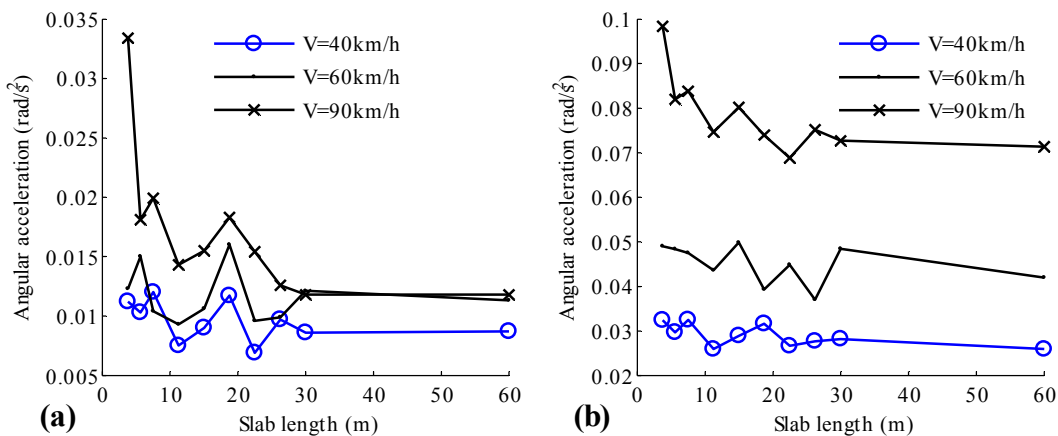 0.035
0.03
0.025
0.02
0.015
0.01
0.005
Angular acceleration (rad/s²)
V=40km/h
V=60km/h
V=90km/h
0 10 20 30 40 50 60
Slab length (m)
(a)
0.1
0.09
0.08
0.07
0.06
0.05
0.04
0.03
0.02
Angular acceleration (rad/s²)
V=40km/h
V=60km/h
V=90km/h
0 10 20 30 40 50 60
Slab length (m)
(b)